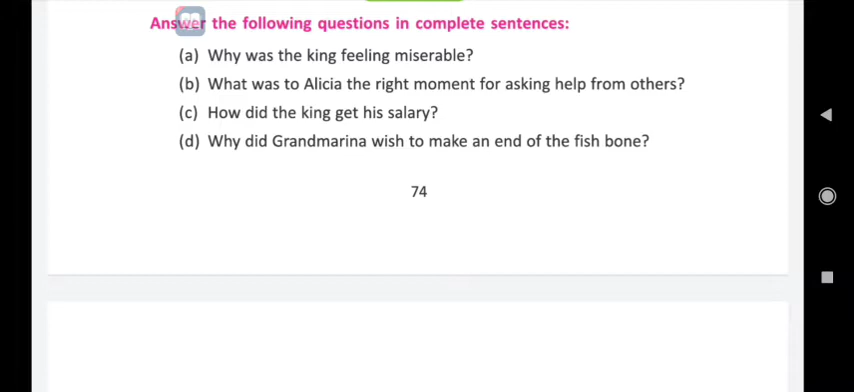 Answer the following questions in complete sentences:
(a) Why was the king feeling miserable?
(b) What was to Alicia the right moment for asking help from others?
(c) How did the king get his salary?
(d) Why did Grandmarina wish to make an end of the fish bone?
74